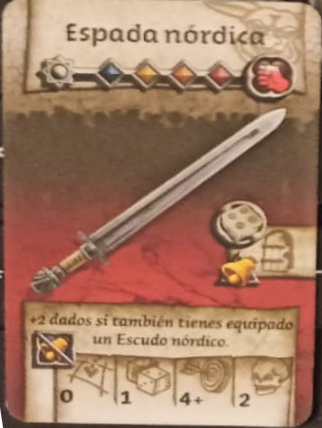 Espada nórdica
+2 dados si también tienes equipado
un Escudo nórdico.
0 1 4+ 2